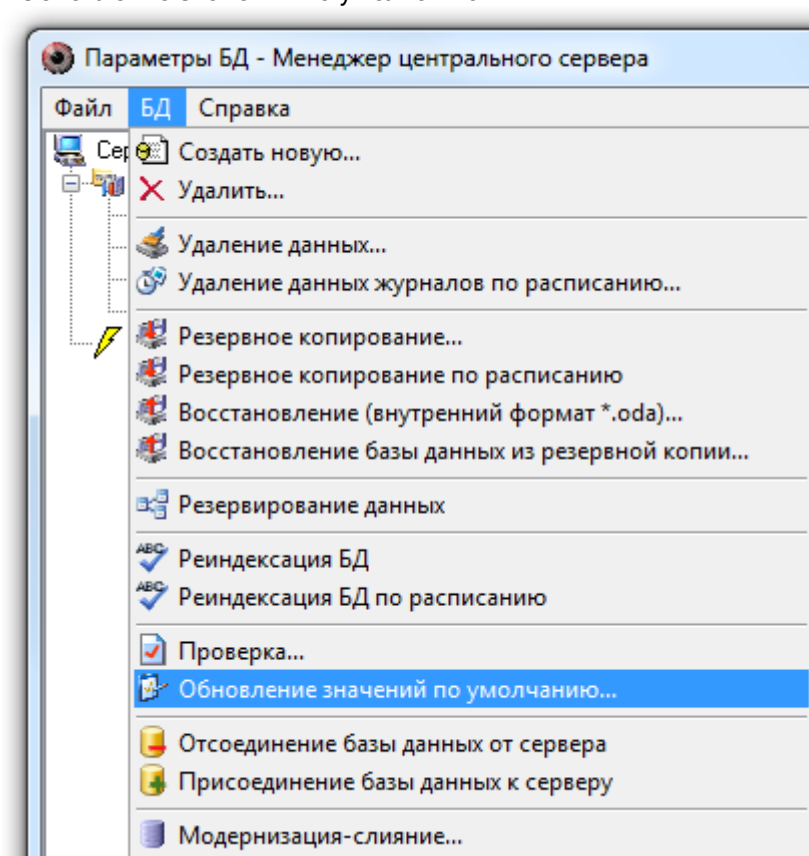 Параметры БД - Менеджер центрального сервера
Файл БД Справка
Сер
Создать новую...
Удалить...
Удаление данных...
Удаление данных журналов по расписанию...
Резервное копирование...
Резервное копирование по расписанию
Восстановление (внутренний формат *.oda)...
Восстановление базы данных из резервной копии...
Резервирование данных
ABC
Реиндексация БД
ABC
Реиндексация БД по расписанию
Проверка...
Обновление значений по умолчанию...
Отсоединение базы данных от сервера
Присоединение базы данных к серверу
Модернизация-слияние...